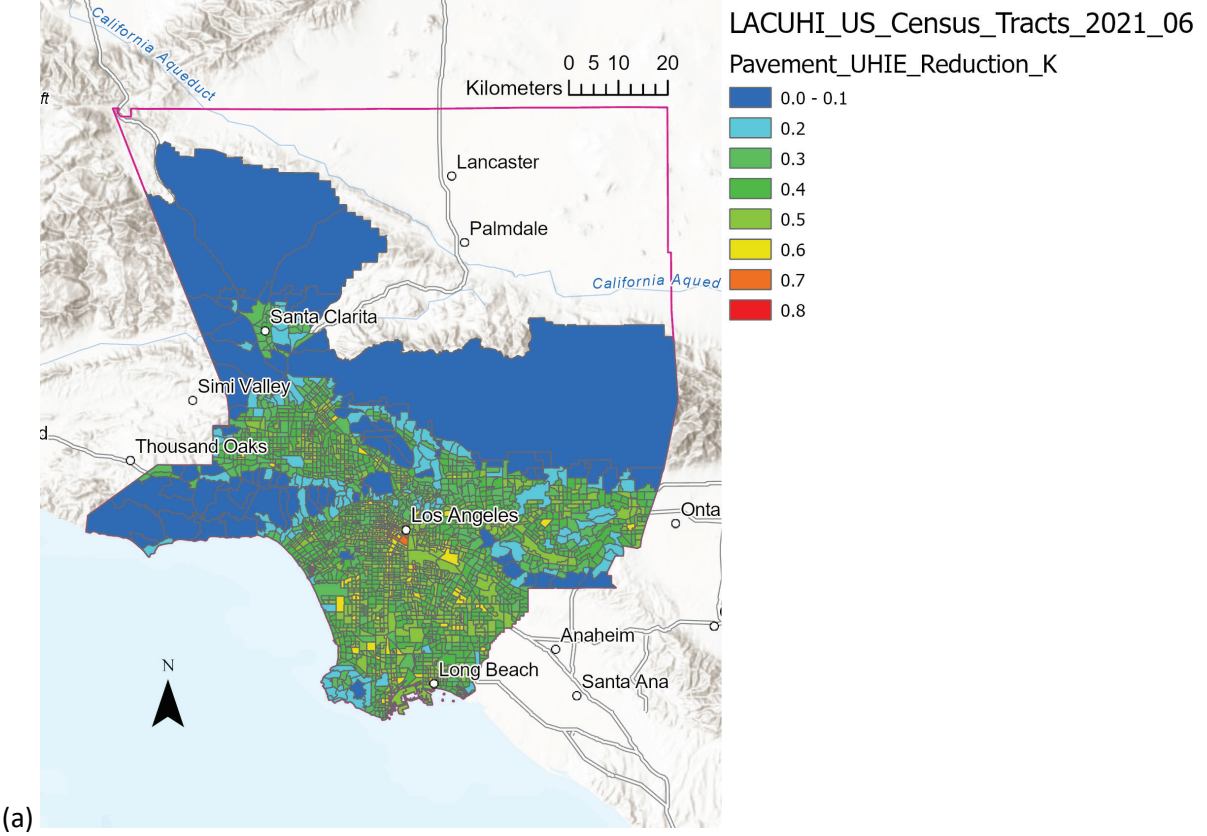 LACUHI_US_Census_Tracts_2021_06
Pavement_UHIE_Reduction_K
0.0 - 0.1
0.2
0.3
0.4
0.5
0.6
0.7
0.8
California Aqueduct
0 5 10 20
Kilometers
ft
Lancaster
Palmdale
California Aqued
Santa Clarita
Simi Valley
d
Thousand Oaks
Los Angeles
Onta
Anaheim
Long Beach
Santa Ana
N
(a)